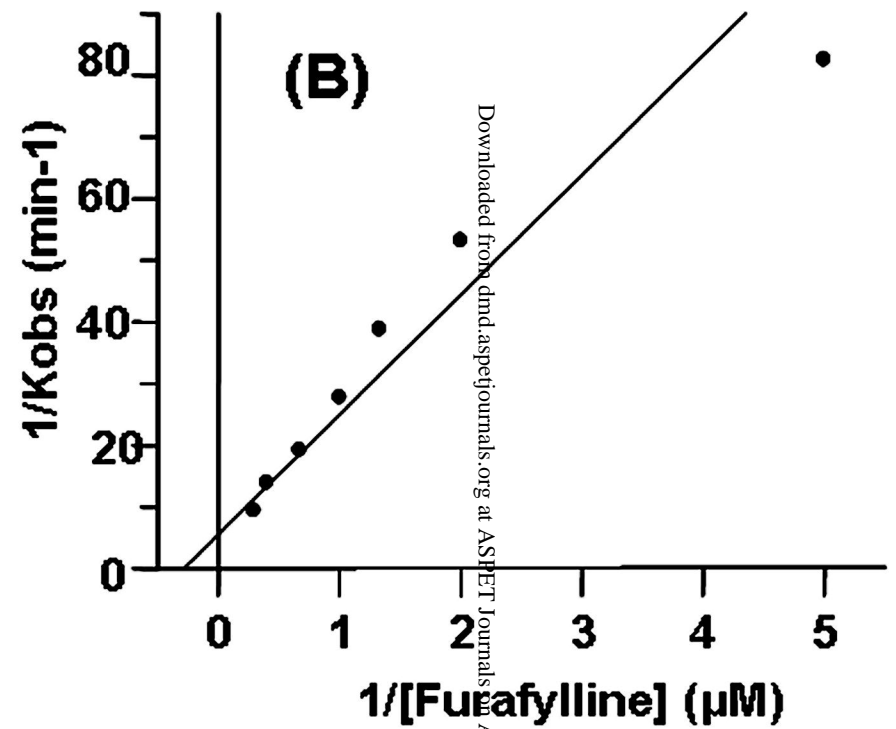 (B)
80
60
40
20
0
1/Kobs (min-1)
0 1 2 3 4 5
1/[Furafylline] (µM)
Downloaded from dmd.aspetjournals.org at ASPET Journals on A